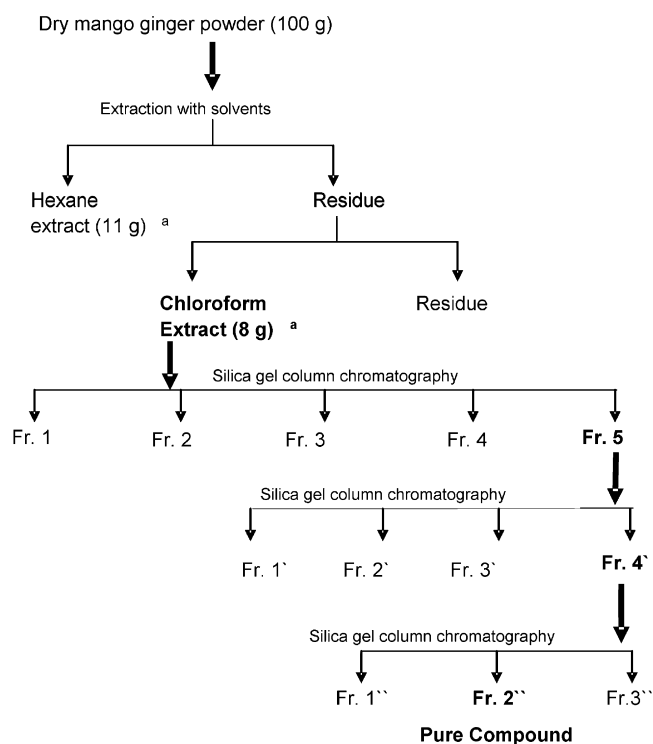 Dry mango ginger powder (100 g)
Extraction with solvents
Hexane
extract (11 g) a
Residue
Chloroform
Extract (8 g) a
Residue
Silica gel column chromatography
Fr. 1
Fr. 2
Fr. 3
Fr. 4
Fr. 5
Silica gel column chromatography
Fr. 1`
Fr. 2`
Fr. 3`
Fr. 4`
Silica gel column chromatography
Fr. 1``
Fr. 2``
Fr.3``
Pure Compound